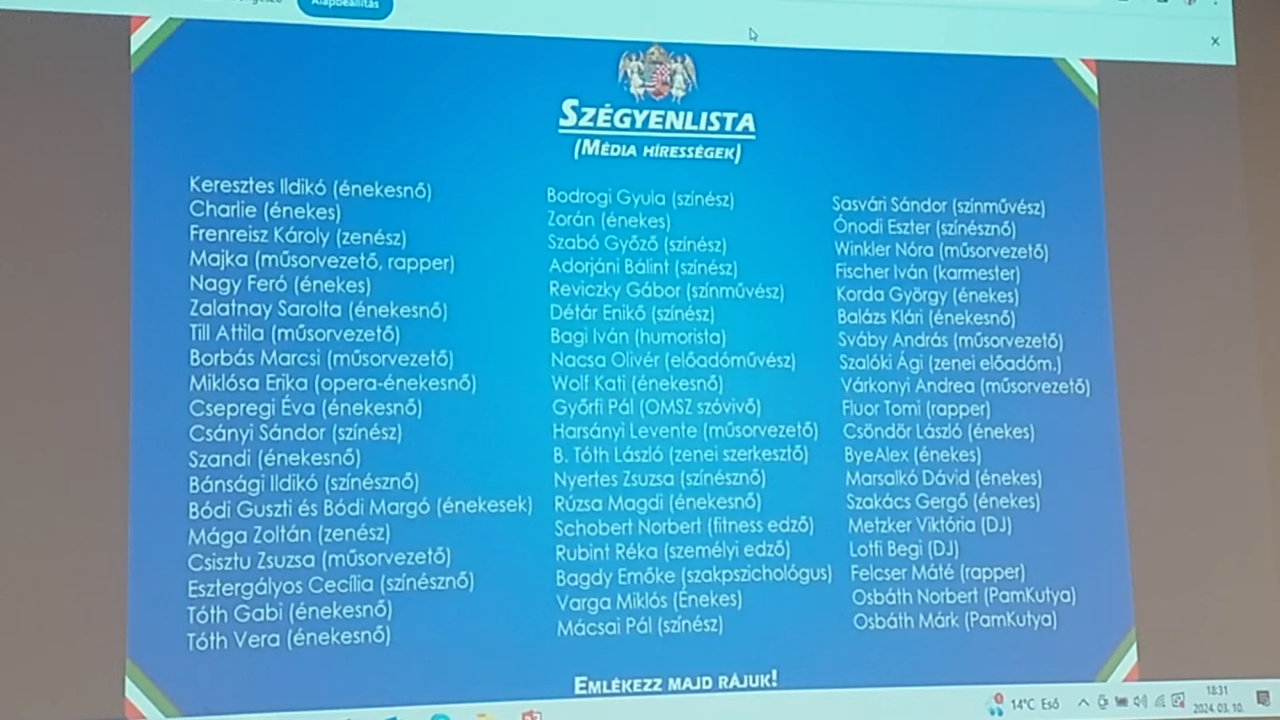 Alapbeállítás
SZÉGYENLISTA
(MÉDIA HÍRESSÉGEK)
Keresztes Ildikó (énekesnő)
Charlie (énekes)
Frenreisz Károly (zenész)
Majka (műsorvezető, rapper)
Nagy Feró (énekes)
Zalatnay Sarolta (énekesnő)
Till Attila (műsorvezető)
Borbás Marcsi (műsorvezető)
Miklósa Erika (opera-énekesnő)
Csepregi Éva (énekesnő)
Csányi Sándor (színész)
Szandi (énekesnő)
Bánsági Ildikó (színésznő)
Bódi Guszti és Bódi Margó (énekesek)
Mága Zoltán (zenész)
Csisztu Zsuzsa (műsorvezető)
Esztergályos Cecília (színésznő)
Tóth Gabi (énekesnő)
Tóth Vera (énekesnő)
Bodrogi Gyula (színész)
Zorán (énekes)
Szabó Győző (színész)
Adorjáni Bálint (színész)
Reviczky Gábor (színművész)
Détár Enikő (színész)
Bagi Iván (humorista)
Nacsa Olivér (előadóművész)
Wolf Kati (énekesnő)
Győrfi Pál (OMSZ szóvivő)
Harsányi Levente (műsorvezető)
B. Tóth László (zenei szerkesztő)
Nyertes Zsuzsa (színésznő)
Rúzsa Magdi (énekesnő)
Schobert Norbert (fitness edző)
Rubint Réka (személyi edző)
Bagdy Emőke (szakpszichológus)
Varga Miklós (Énekes)
Mácsai Pál (színész)
Sasvári Sándor (színművész)
Ónodi Eszter (színésznő)
Winkler Nóra (műsorvezető)
Fischer Iván (karmester)
Korda György (énekes)
Balázs Klári (énekesnő)
Sváby András (műsorvezető)
Szalóki Ági (zenei előadóm.)
Várkonyi Andrea (műsorvezető)
Fluor Tomi (rapper)
Csöndör László (énekes)
ByeAlex (énekes)
Marsalkó Dávid (énekes)
Szakács Gergő (énekes)
Metzker Viktória (DJ)
Lotfi Begi (DJ)
Felcser Máté (rapper)
Osbáth Norbert (PamKutya)
Osbáth Márk (PamKutya)
EMLÉKEZZ MAJD RÁJUK!
14°C Eső
18:31
2024. 03. 10.